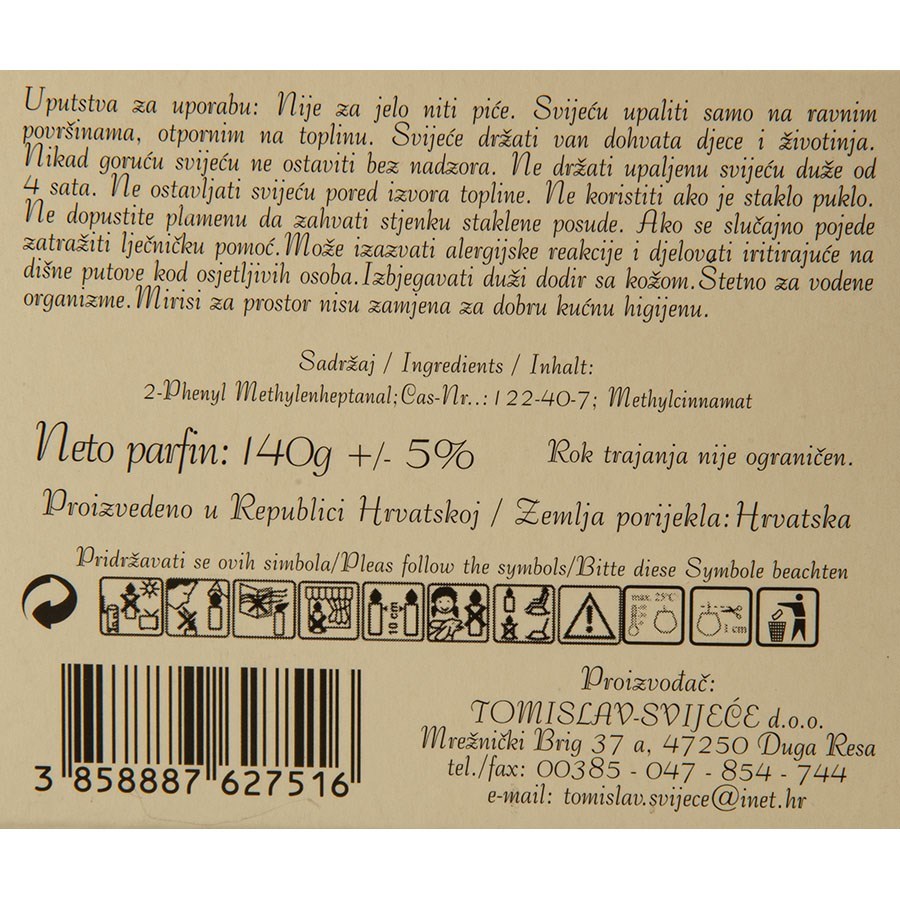 Uputstva za uporabu: Nije za jelo niti piće. Svijeću upaliti samo na ravnim
površinama, otpornim na toplinu. Svijeće držati van dohvata djece i životinja.
Nikad goruću svijeću ne ostaviti bez nadzora. Ne držati upaljenu svijeću duže od
4 sata. Ne ostavljati svijeću pored izvora topline. Ne koristiti ako je staklo puklo.
Ne dopustite plamenu da zahvati stjenku staklene posude. Ako se slučajno pojede
zatražiti lječničku pomoć.Može izazvati alergijske reakcije i djelovati iritirajuće na
dišne putove kod osjetljivih osoba.Izbjegavati duži dodir sa kožom.Štetno za vodene
organizme.Mirisi za prostor nisu zamjena za dobru kućnu higijenu.
Sadržaj / Ingredients / Inhalt:
2-Phenyl Methylenheptanal;Cas-Nr..:122-40-7; Methylcinnamat
Neto parfin: 140g +/- 5%
Rok trajanja nije ograničen.
Proizvedeno u Republici Hrvatskoj / Zemlja porijekla:Hrvatska
Pridržavati se ovih simbola/Pleas follow the symbols/Bitte diese Symbole beachten
10 cm
max. 25°C
1 cm
3 858887 627516
Proizvođač:
TOMISLAV-SVIJEĆE d.o.o.
Mrežnički Brig 37 a, 47250 Duga Resa
tel./fax: 00385 - 047 - 854 - 744
e-mail: tomislav.svijece@inet.hr